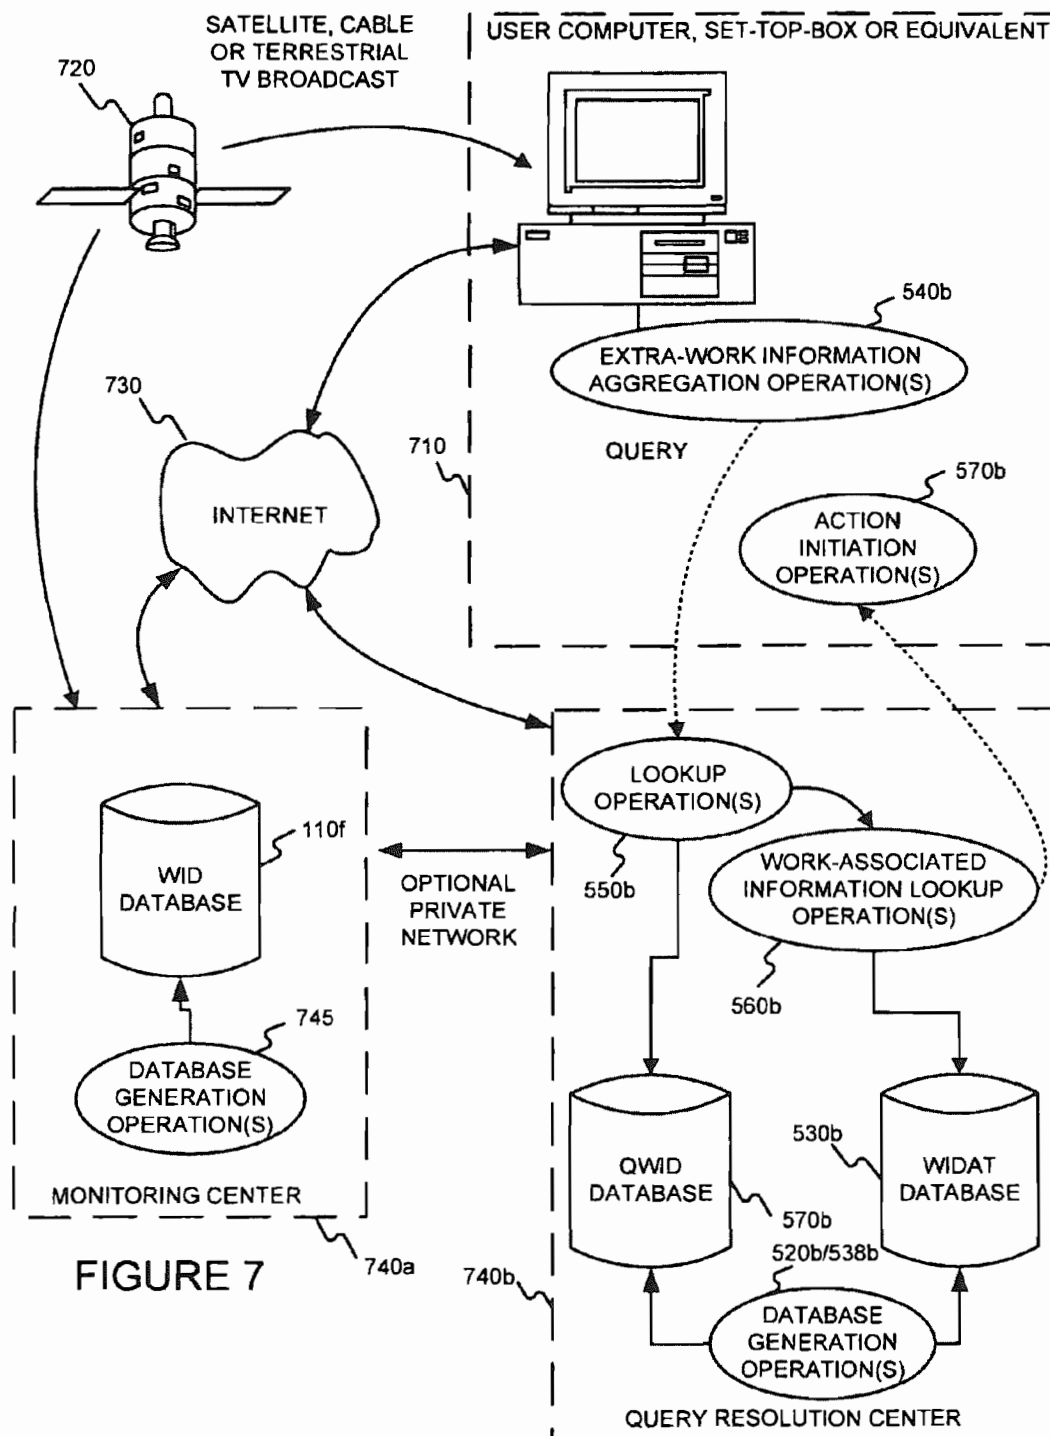 SATELLITE, CABLE
OR TERRESTRIAL
TV BROADCAST
USER COMPUTER, SET-TOP-BOX OR EQUIVALENT
720
540b
EXTRA-WORK INFORMATION
AGGREGATION OPERATION(S)
730
710
QUERY
570b
INTERNET
ACTION
INITIATION
OPERATION(S)
LOOKUP
OPERATION(S)
110f
WID
DATABASE
550b
WORK-ASSOCIATED
INFORMATION LOOKUP
OPERATION(S)
OPTIONAL
PRIVATE
NETWORK
560b
745
DATABASE
GENERATION
OPERATION(S)
530b
QWID
DATABASE
WIDAT
DATABASE
MONITORING CENTER
570b
740a
FIGURE 7
740b
520b/538b
DATABASE
GENERATION
OPERATION(S)
QUERY RESOLUTION CENTER